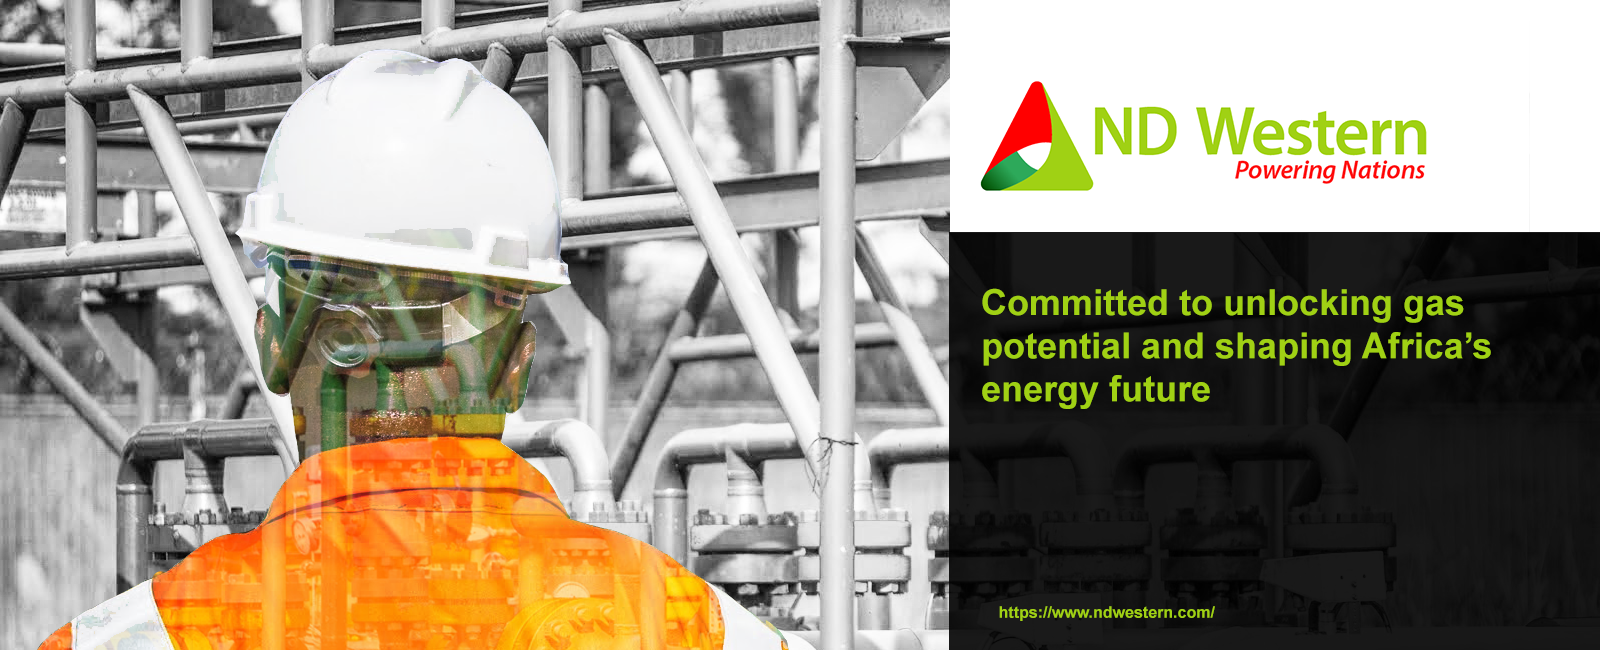 ND Western
Powering Nations
Committed to unlocking gas
potential and shaping Africa’s
energy future
https://www.ndwestern.com/